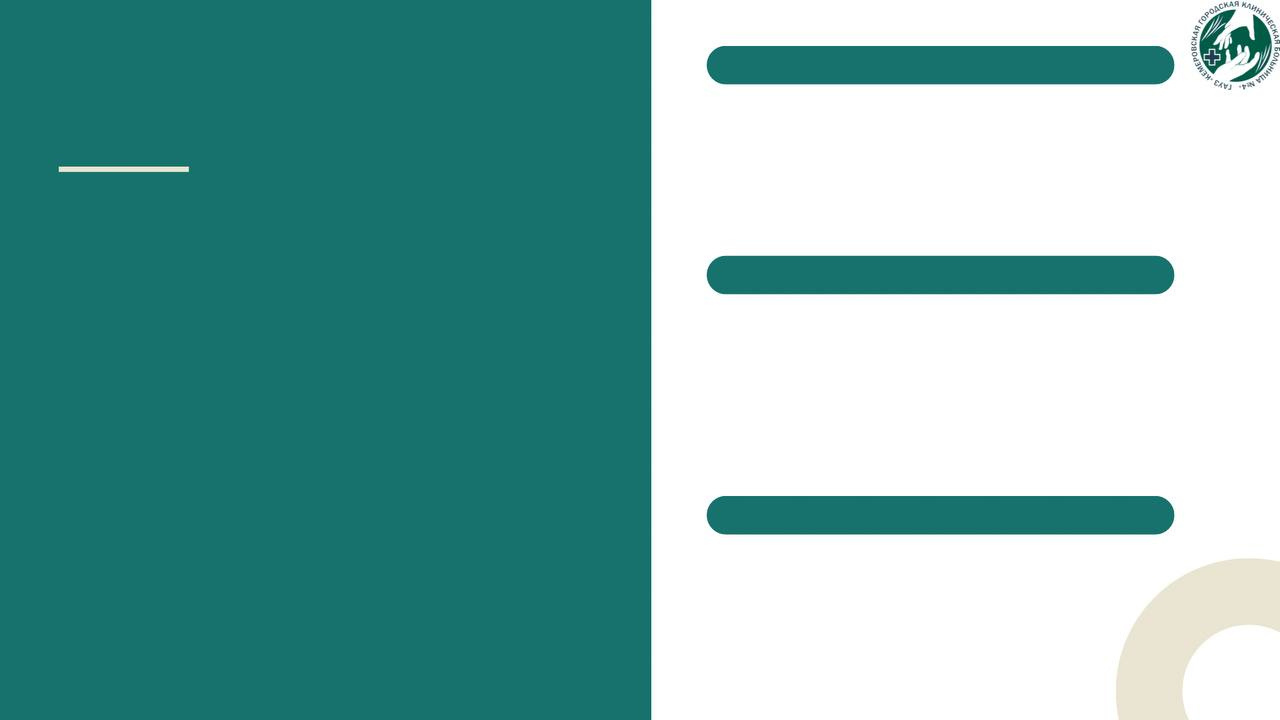 ГАУЗ «КЕМЕРОВСКАЯ ГОРОДСКАЯ КЛИНИЧЕСКАЯ БОЛЬНИЦА №4»